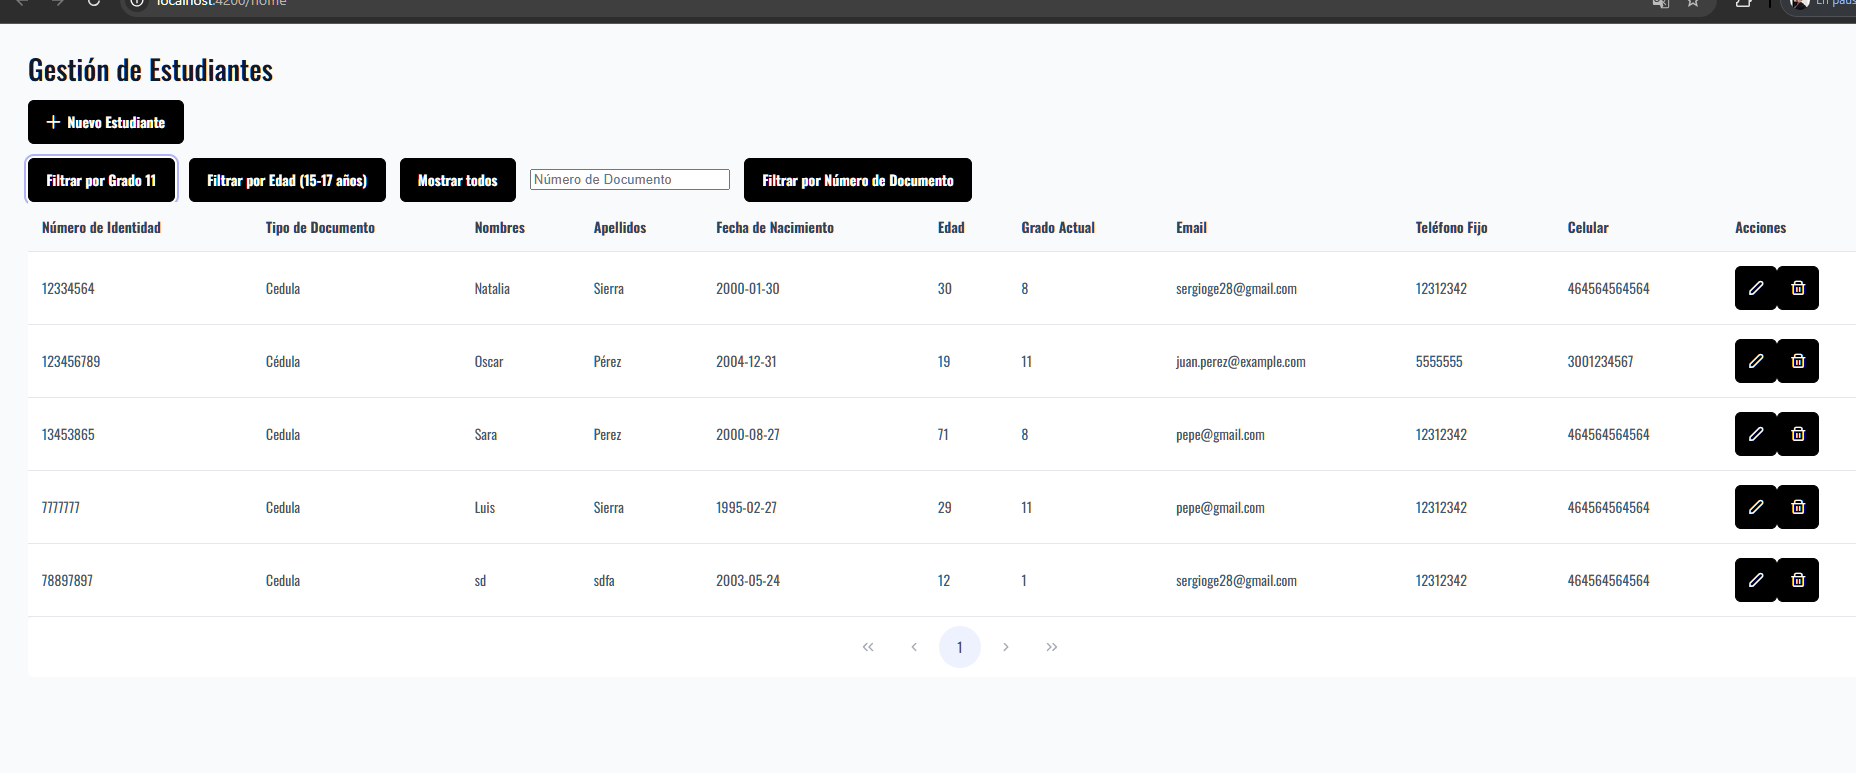 localhost:4200/home
En paus
Gestión de Estudiantes
Nuevo Estudiante
Filtrar por Grado 11 Filtrar por Edad (15-17 años) Mostrar todos Número de Documento Filtrar por Número de Documento
Número de Identidad Tipo de Documento Nombres Apellidos Fecha de Nacimiento Edad Grado Actual Email Teléfono Fijo Celular Acciones
12334564 Cedula Natalia Sierra 2000-01-30 30 8 sergioge28@gmail.com 12312342 464564564564
123456789 Cédula Oscar Pérez 2004-12-31 19 11 juan.perez@example.com 5555555 3001234567
13453865 Cedula Sara Perez 2000-08-27 71 8 pepe@gmail.com 12312342 464564564564
7777777 Cedula Luis Sierra 1995-02-27 29 11 pepe@gmail.com 12312342 464564564564
78897897 Cedula sd sdfa 2003-05-24 12 1 sergioge28@gmail.com 12312342 464564564564
1